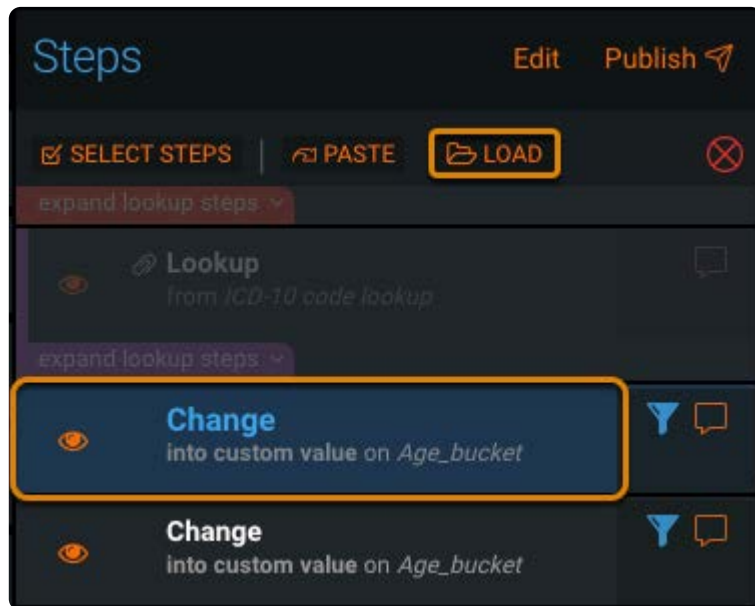 Steps
Edit
Publish
SELECT STEPS
PASTE
LOAD
expand lookup steps
Lookup
from ICD-10 code lookup
expand lookup steps
Change
into custom value on Age_bucket
Change
into custom value on Age_bucket